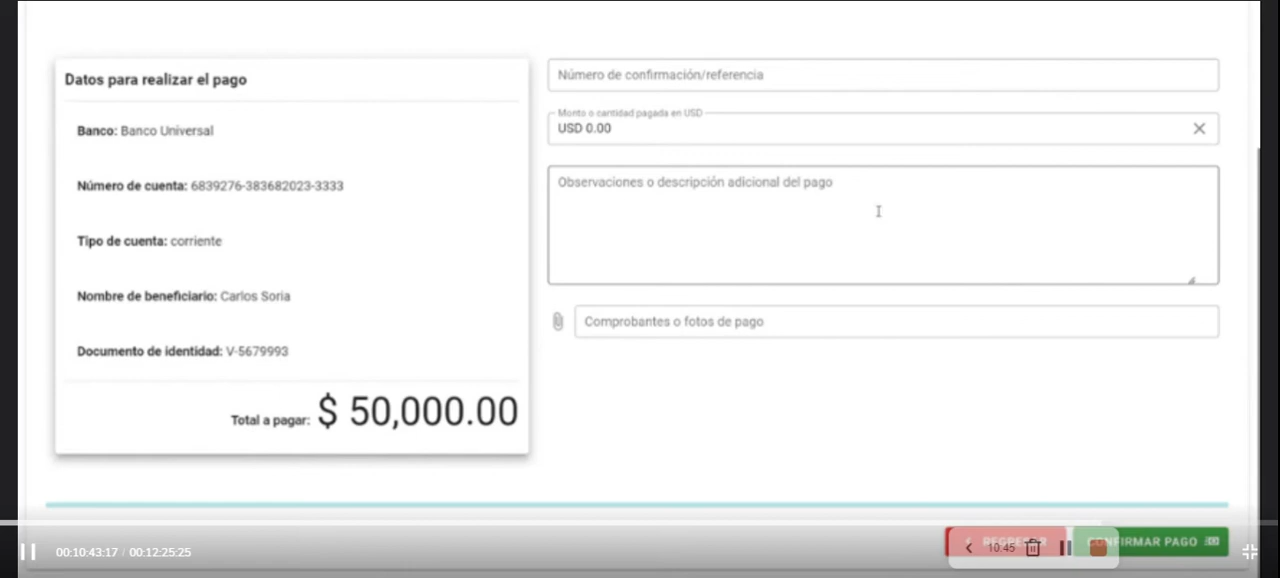 Datos para realizar el pago
Banco: Banco Universal
Número de cuenta: 6839276-383682023-3333
Tipo de cuenta: corriente
Nombre de beneficiario: Carlos Soria
Documento de identidad: V-5679993
Total a pagar: $ 50,000.00
Número de confirmación/referencia
Monto o cantidad pagada en USD
USD 0.00
Observaciones o descripción adicional del pago
Comprobantes o fotos de pago
REGRESAR
CONFIRMAR PAGO
10:45
00:10:43:17 / 00:12:25:25